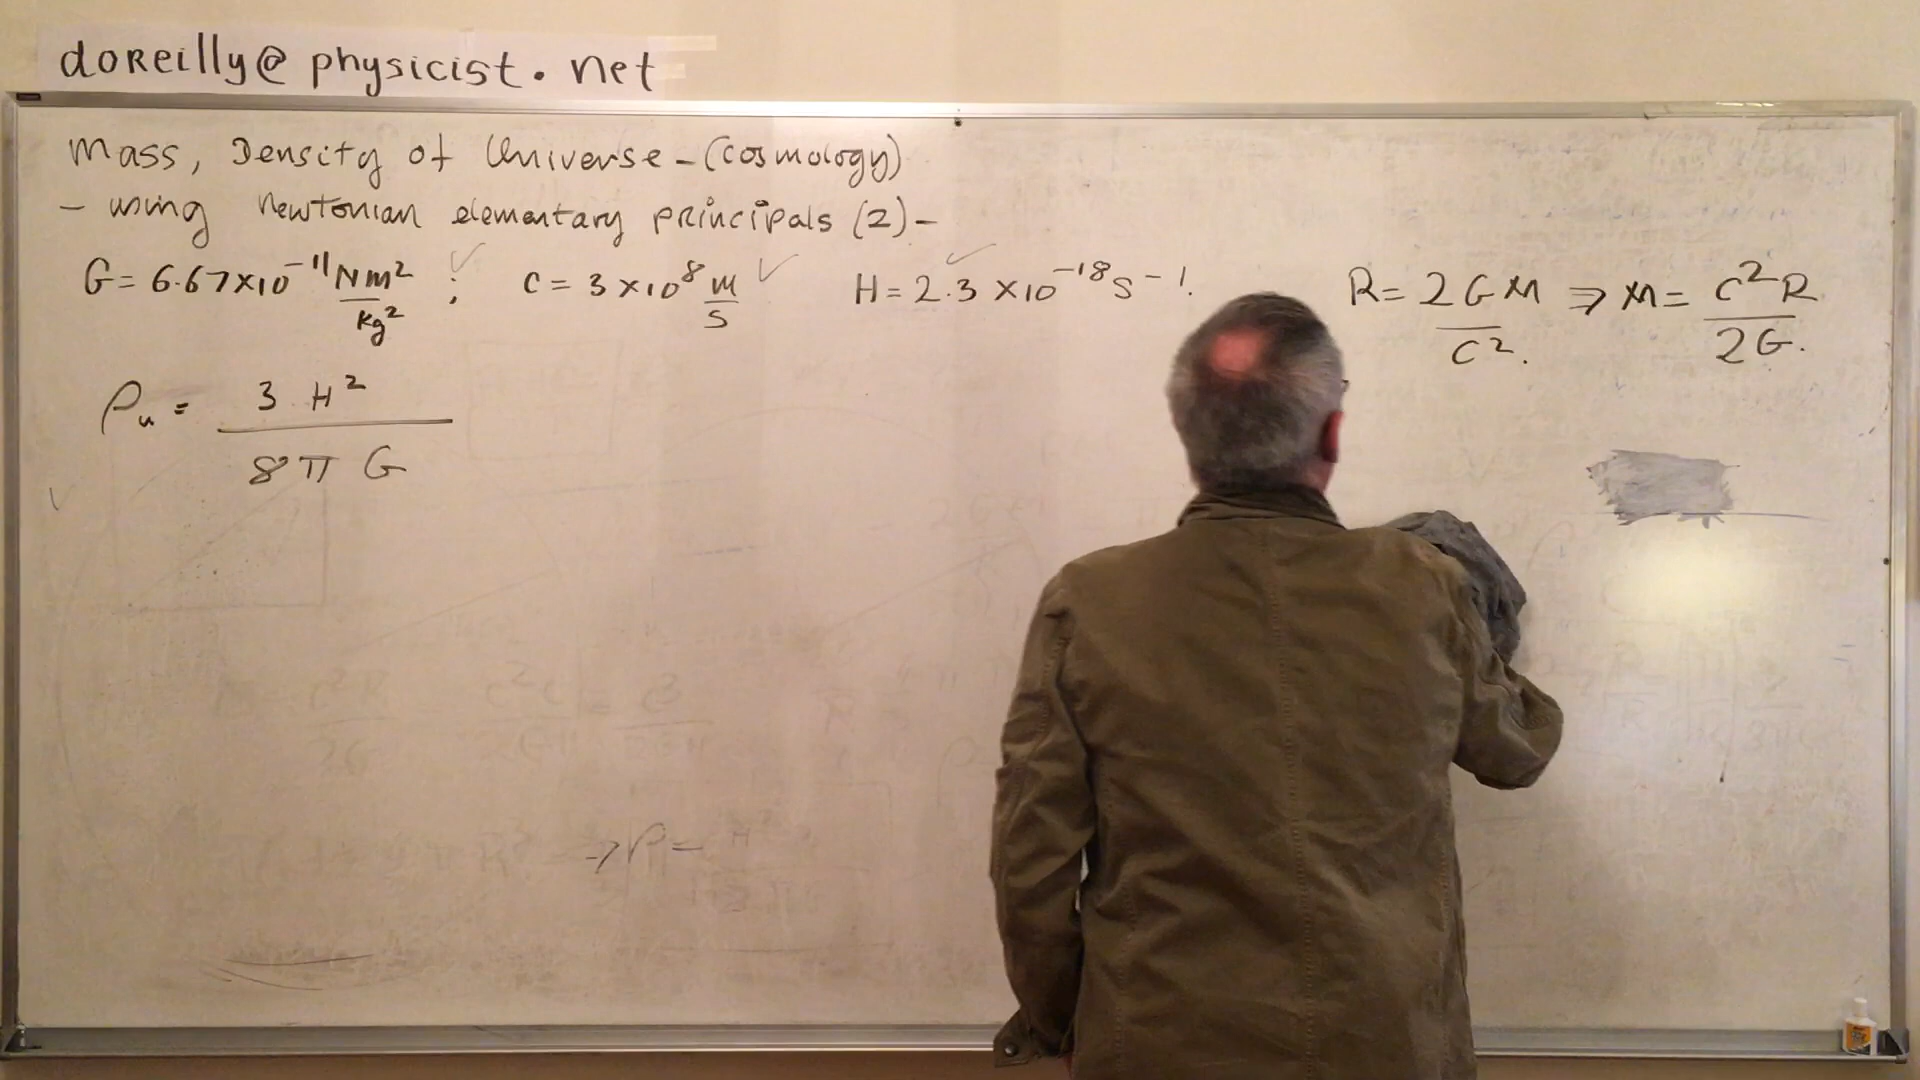 doReilly@physicist.net
Mass, Density of Universe - (Cosmology)
- using Newtonian elementary principals (2) -
G = 6.67×10⁻¹¹ Nm²/kg² ; ✓ C = 3×10⁸ m/s ✓ H = 2.3 ×10⁻¹⁸ s⁻¹. ✓ R = 2GM/C². ⇒ M = C²R/2G.
ρᵤ = 3 H² / 8π G
→ρ= H